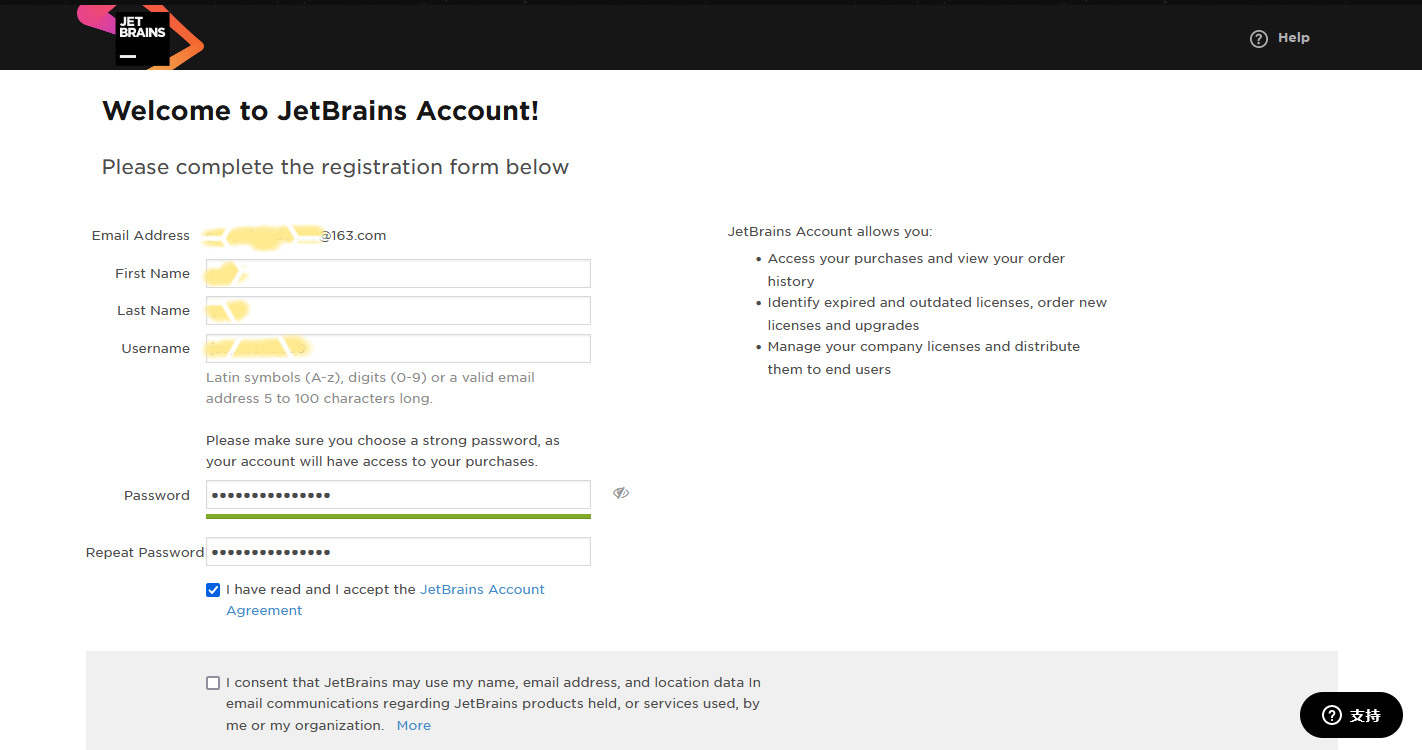 JET
BRAINS
Help
Welcome to JetBrains Account!
Please complete the registration form below
Email Address @163.com
First Name
Last Name
Username
Latin symbols (A-z), digits (0-9) or a valid email
address 5 to 100 characters long.
Please make sure you choose a strong password, as
your account will have access to your purchases.
Password
Repeat Password
I have read and I accept the JetBrains Account
Agreement
I consent that JetBrains may use my name, email address, and location data In
email communications regarding JetBrains products held, or services used, by
me or my organization. More
JetBrains Account allows you:
• Access your purchases and view your order
history
• Identify expired and outdated licenses, order new
licenses and upgrades
• Manage your company licenses and distribute
them to end users
支持